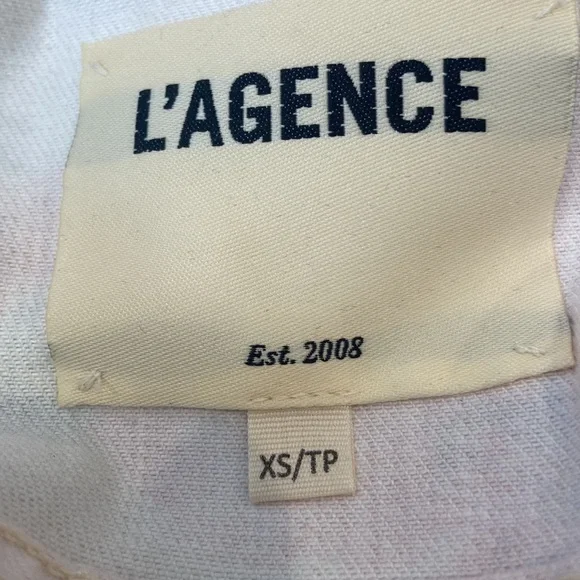 L'AGENCE
Est. 2008
XS/TP